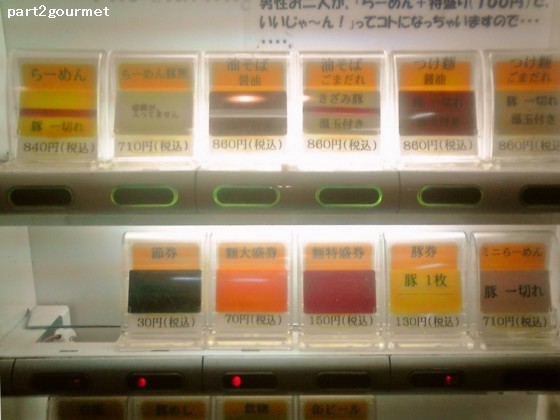 part2gourmet
男性お二人が、「らーめん＋特盛り(100円)」で、
いいじゃ～ん！」ってコトになっちゃいますので…
らーめん
豚 一切れ
840円(税込)
らーめん豚無
710円(税込)
油そば
醤油
860円(税込)
油そば
ごまだれ
きざみ豚
温玉付き
860円(税込)
つけ麺
醤油
豚 一切れ
860円(税込)
つけ麺
ごまだれ
豚 一切れ
温玉付き
860円(税込)
節券
30円(税込)
麺大盛券
70円(税込)
麺特盛券
150円(税込)
豚券
豚 1枚
130円(税込)
ミニらーめん
豚 一切れ
710円(税込)
缶ビール